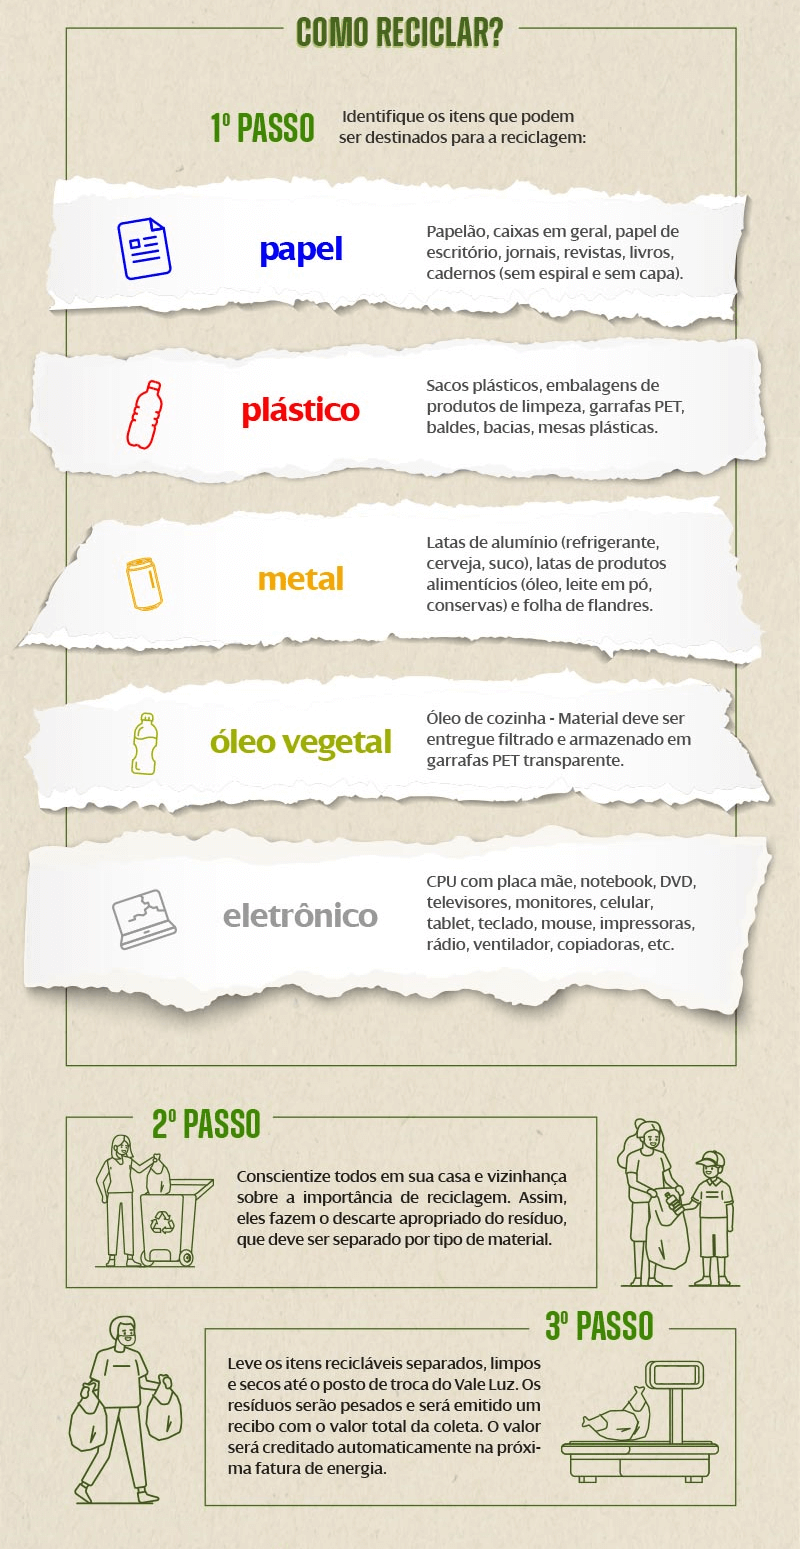 COMO RECICLAR?
1º PASSO
Identifique os itens que podem
ser destinados para a reciclagem:
papel
Papelão, caixas em geral, papel de
escritório, jornais, revistas, livros,
cadernos (sem espiral e sem capa).
plástico
Sacos plásticos, embalagens de
produtos de limpeza, garrafas PET,
baldes, bacias, mesas plásticas.
metal
Latas de alumínio (refrigerante,
cerveja, suco), latas de produtos
alimentícios (óleo, leite em pó,
conservas) e folha de flandres.
óleo vegetal
Óleo de cozinha - Material deve ser
entregue filtrado e armazenado em
garrafas PET transparente.
eletrônico
CPU com placa mãe, notebook, DVD,
televisores, monitores, celular,
tablet, teclado, mouse, impressoras,
rádio, ventilador, copiadoras, etc.
2º PASSO
Conscientize todos em sua casa e vizinhança
sobre a importância de reciclagem. Assim,
eles fazem o descarte apropriado do resíduo,
que deve ser separado por tipo de material.
3º PASSO
Leve os itens recicláveis separados, limpos
e secos até o posto de troca do Vale Luz. Os
resíduos serão pesados e será emitido um
recibo com o valor total da coleta. O valor
será creditado automaticamente na próxi-
ma fatura de energia.